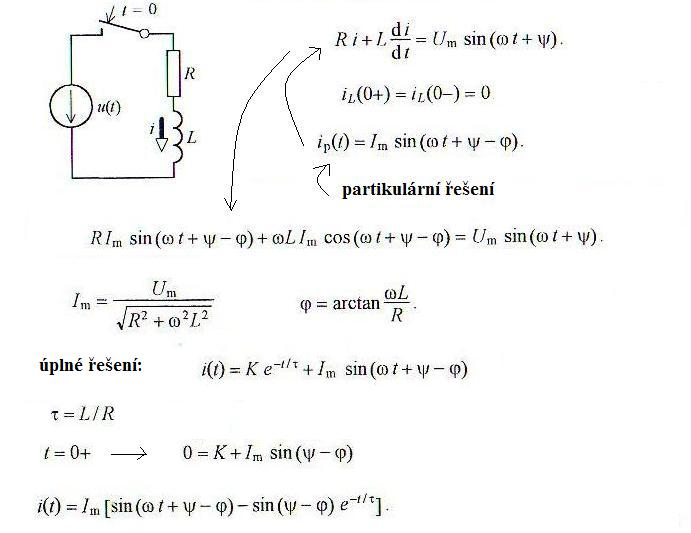 t = 0
R
u(t)
i
L
R i + L di/dt = U_m sin(ω t + ψ).
i_L(0+) = i_L(0−) = 0
i_p(t) = I_m sin(ω t + ψ − φ).
partikulární řešení
R I_m sin(ω t + ψ − φ) + ωL I_m cos(ω t + ψ − φ) = U_m sin(ω t + ψ).
I_m = U_m / √(R² + ω²L²)    φ = arctan ωL/R.
úplné řešení:    i(t) = K e^(−t/τ) + I_m sin(ω t + ψ − φ)
τ = L/R
t = 0+ ⟶ 0 = K + I_m sin(ψ − φ)
i(t) = I_m [sin(ω t + ψ − φ) − sin(ψ − φ) e^(−t/τ)].